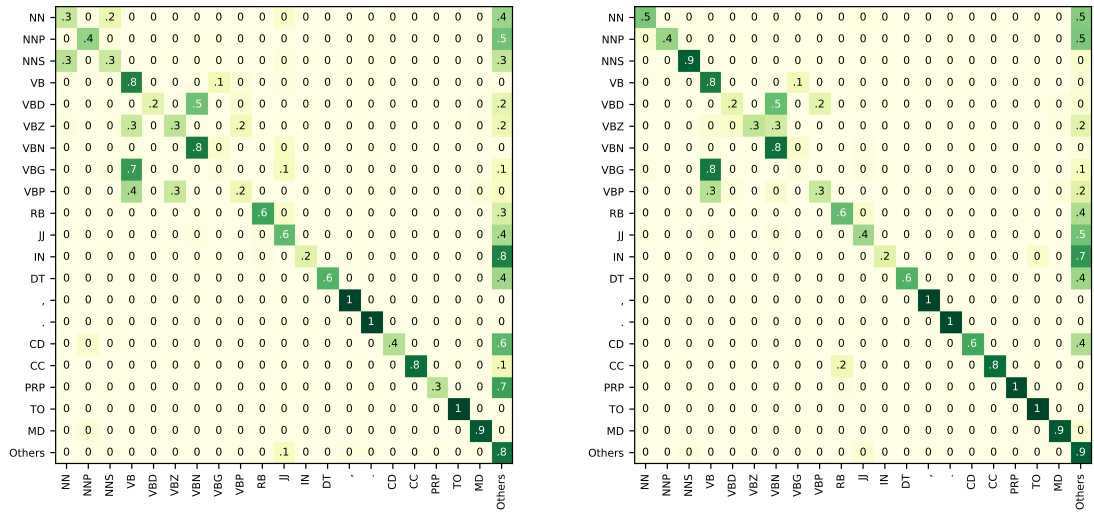 NN .3 0 .2 0 0 0 0 0 0 0 0 0 0 0 0 0 0 0 0 0 .4
NNP 0 .4 0 0 0 0 0 0 0 0 0 0 0 0 0 0 0 0 0 0 .5
NNS .3 0 .3 0 0 0 0 0 0 0 0 0 0 0 0 0 0 0 0 0 .3
VB 0 0 0 .8 0 0 0 .1 0 0 0 0 0 0 0 0 0 0 0 0 0
VBD 0 0 0 0 .2 0 .5 0 0 0 0 0 0 0 0 0 0 0 0 0 .2
VBZ 0 0 0 .3 0 .3 0 0 .2 0 0 0 0 0 0 0 0 0 0 0 .2
VBN 0 0 0 0 0 0 .8 0 0 0 0 0 0 0 0 0 0 0 0 0 0
VBG 0 0 0 .7 0 0 0 0 0 0 .1 0 0 0 0 0 0 0 0 0 .1
VBP 0 0 0 .4 0 .3 0 0 .2 0 0 0 0 0 0 0 0 0 0 0 0
RB 0 0 0 0 0 0 0 0 0 .6 0 0 0 0 0 0 0 0 0 0 .3
JJ 0 0 0 0 0 0 0 0 0 0 .6 0 0 0 0 0 0 0 0 0 .4
IN 0 0 0 0 0 0 0 0 0 0 0 .2 0 0 0 0 0 0 0 0 .8
DT 0 0 0 0 0 0 0 0 0 0 0 0 .6 0 0 0 0 0 0 0 .4
, 0 0 0 0 0 0 0 0 0 0 0 0 0 1 0 0 0 0 0 0 0
. 0 0 0 0 0 0 0 0 0 0 0 0 0 0 1 0 0 0 0 0 0
CD 0 0 0 0 0 0 0 0 0 0 0 0 0 0 0 .4 0 0 0 0 .6
CC 0 0 0 0 0 0 0 0 0 0 0 0 0 0 0 0 .8 0 0 0 .1
PRP 0 0 0 0 0 0 0 0 0 0 0 0 0 0 0 0 0 .3 0 0 .7
TO 0 0 0 0 0 0 0 0 0 0 0 0 0 0 0 0 0 0 1 0 0
MD 0 0 0 0 0 0 0 0 0 0 0 0 0 0 0 0 0 0 0 .9 0
Others 0 0 0 0 0 0 0 0 0 0 .1 0 0 0 0 0 0 0 0 0 .8
NN NNP NNS VB VBD VBZ VBN VBG VBP RB JJ IN DT , . CD CC PRP TO MD Others
NN .5 0 0 0 0 0 0 0 0 0 0 0 0 0 0 0 0 0 0 0 .5
NNP 0 .4 0 0 0 0 0 0 0 0 0 0 0 0 0 0 0 0 0 0 .5
NNS 0 0 .9 0 0 0 0 0 0 0 0 0 0 0 0 0 0 0 0 0 0
VB 0 0 0 .8 0 0 0 .1 0 0 0 0 0 0 0 0 0 0 0 0 0
VBD 0 0 0 0 .2 0 .5 0 .2 0 0 0 0 0 0 0 0 0 0 0 0
VBZ 0 0 0 0 0 .3 .3 0 0 0 0 0 0 0 0 0 0 0 0 0 .2
VBN 0 0 0 0 0 0 .8 0 0 0 0 0 0 0 0 0 0 0 0 0 0
VBG 0 0 0 .8 0 0 0 0 0 0 0 0 0 0 0 0 0 0 0 0 .1
VBP 0 0 0 .3 0 0 0 0 .3 0 0 0 0 0 0 0 0 0 0 0 .2
RB 0 0 0 0 0 0 0 0 0 .6 0 0 0 0 0 0 0 0 0 0 .4
JJ 0 0 0 0 0 0 0 0 0 0 .4 0 0 0 0 0 0 0 0 0 .5
IN 0 0 0 0 0 0 0 0 0 0 0 .2 0 0 0 0 0 0 0 0 .7
DT 0 0 0 0 0 0 0 0 0 0 0 0 .6 0 0 0 0 0 0 0 .4
, 0 0 0 0 0 0 0 0 0 0 0 0 0 1 0 0 0 0 0 0 0
. 0 0 0 0 0 0 0 0 0 0 0 0 0 0 1 0 0 0 0 0 0
CD 0 0 0 0 0 0 0 0 0 0 0 0 0 0 0 .6 0 0 0 0 .4
CC 0 0 0 0 0 0 0 0 0 .2 0 0 0 0 0 0 .8 0 0 0 0
PRP 0 0 0 0 0 0 0 0 0 0 0 0 0 0 0 0 0 1 0 0 0
TO 0 0 0 0 0 0 0 0 0 0 0 0 0 0 0 0 0 0 1 0 0
MD 0 0 0 0 0 0 0 0 0 0 0 0 0 0 0 0 0 0 0 .9 0
Others 0 0 0 0 0 0 0 0 0 0 0 0 0 0 0 0 0 0 0 0 .9
NN NNP NNS VB VBD VBZ VBN VBG VBP RB JJ IN DT , . CD CC PRP TO MD Others